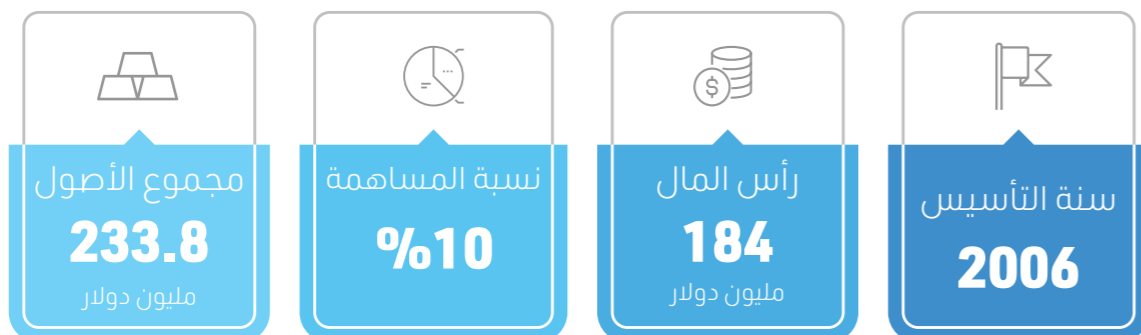 سنة التأسيس
2006
رأس المال
184
مليون دولار
نسبة المساهمة
%10
مجموع الأصول
233.8
مليون دولار